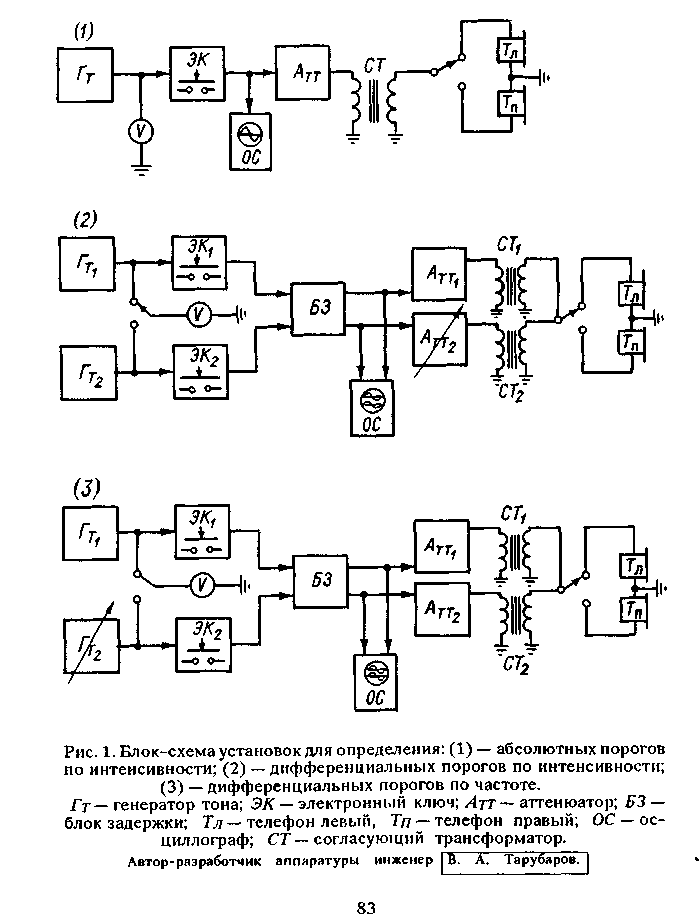 (1)
Гт
ЭК
Атт
СТ
Тл
Тп
V
ОС
(2)
Гт₁
ЭК₁
V
Гт₂
ЭК₂
БЗ
Атт₁
Атт₂
СТ₁
СТ₂
Тл
Тп
ОС
(3)
Гт₁
ЭК₁
V
Гт₂
ЭК₂
БЗ
Атт₁
Атт₂
СТ₁
СТ₂
Тл
Тп
ОС
Рис. 1. Блок-схема установок для определения: (1) — абсолютных порогов
по интенсивности; (2) — дифференциальных порогов по интенсивности;
(3) — дифференциальных порогов по частоте.
Гт — генератор тона; ЭК — электронный ключ; Атт — аттенюатор; БЗ —
блок задержки; Тл — телефон левый, Тп — телефон правый; ОС — ос-
циллограф; СТ — согласующий трансформатор.
Автор-разработчик аппаратуры инженер В. А. Тарубаров.
83